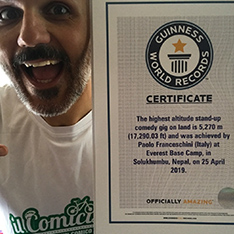 GUINNESS
WORLD RECORDS
CERTIFICATE
The highest altitude stand-up
comedy gig on land is 5,270 m
(17,290.03 ft) and was achieved by
Paolo Franceschini (Italy) at
Everest Base Camp, in
Solukhumbu, Nepal, on 25 April
2019.
OFFICIALLY AMAZING
il Comico